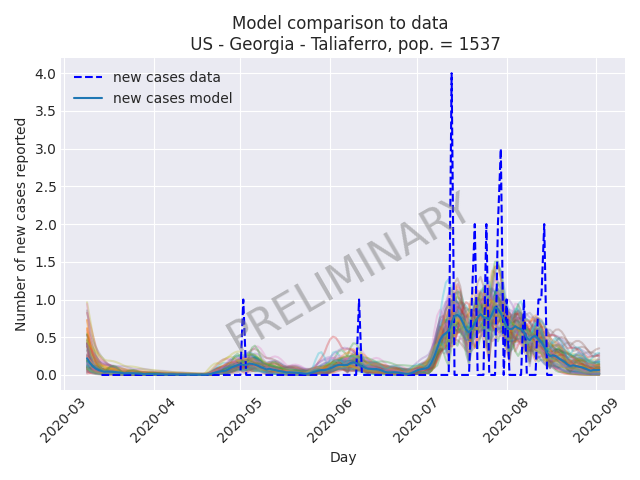 Model comparison to data
US - Georgia - Taliaferro, pop. = 1537
new cases data
new cases model
Number of new cases reported
4.0
3.5
3.0
2.5
2.0
1.5
1.0
0.5
0.0
PRELIMINARY
2020-03
2020-04
2020-05
2020-06
2020-07
2020-08
2020-09
Day